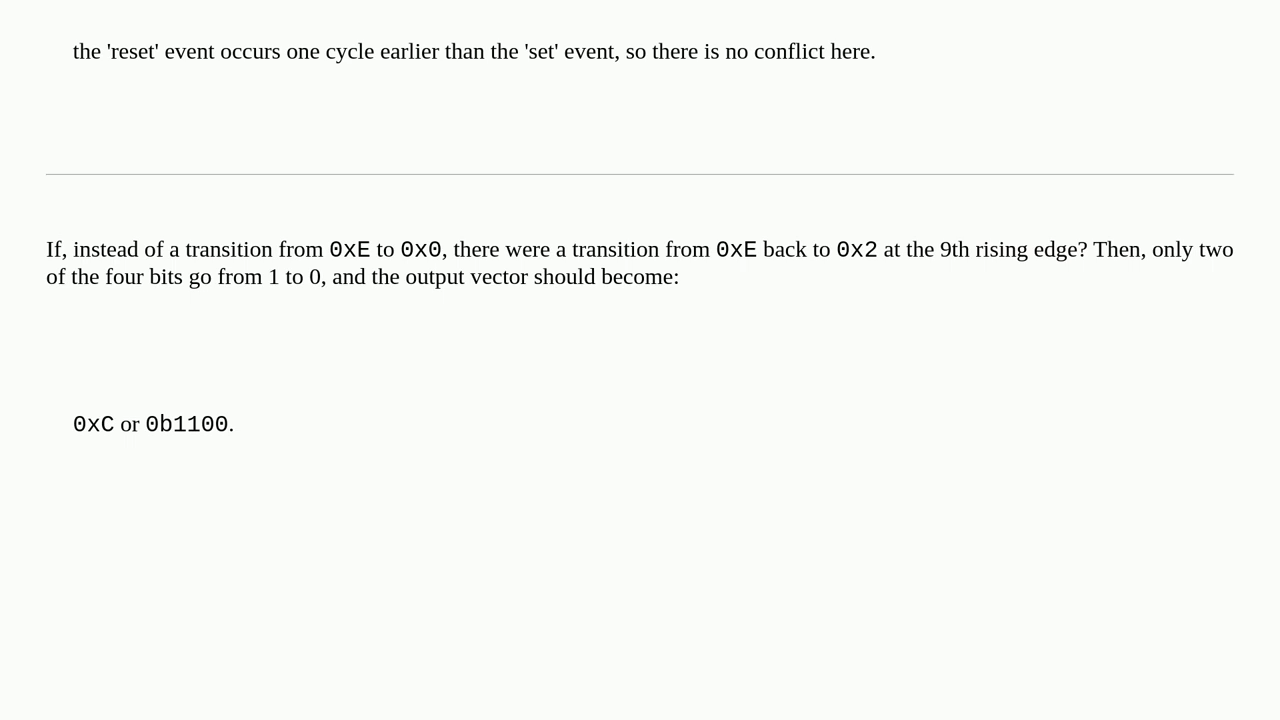 the 'reset' event occurs one cycle earlier than the 'set' event, so there is no conflict here.
If, instead of a transition from 0xE to 0x0, there were a transition from 0xE back to 0x2 at the 9th rising edge? Then, only two
of the four bits go from 1 to 0, and the output vector should become:
0xC or 0b1100.